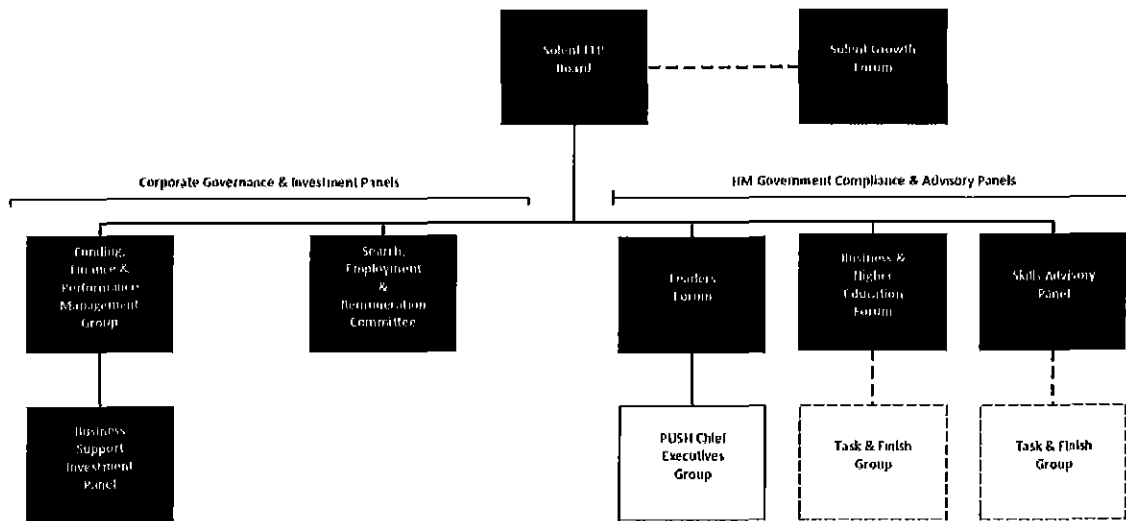 Solent LEP
Board
Solent Growth
Forum
Corporate Governance & Investment Panels
HM Government Compliance & Advisory Panels
Funding,
Finance &
Performance
Management
Group
Search,
Employment
&
Remuneration
Committee
Leaders
Forum
Business &
Higher
Education
Forum
Skills Advisory
Panel
Business
Support
Investment
Panel
PUSH Chief
Executives
Group
Task & Finish
Group
Task & Finish
Group